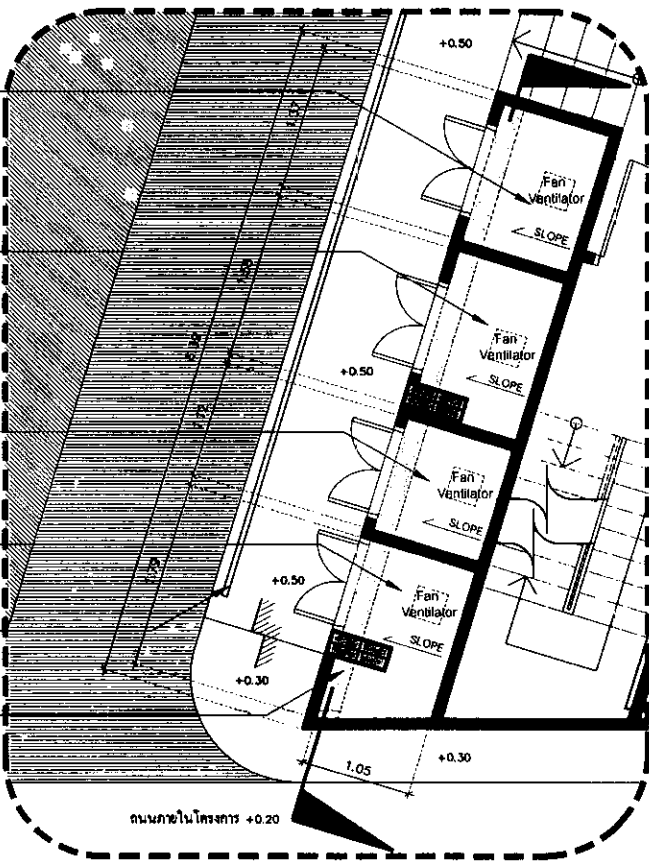 +0.50
Fan
Ventilator
SLOPE
Fan
Ventilator
SLOPE
+0.50
Fan
Ventilator
SLOPE
+0.50
Fan
Ventilator
SLOPE
+0.30
1.05
+0.30
ถนนภายในโครงการ +0.20